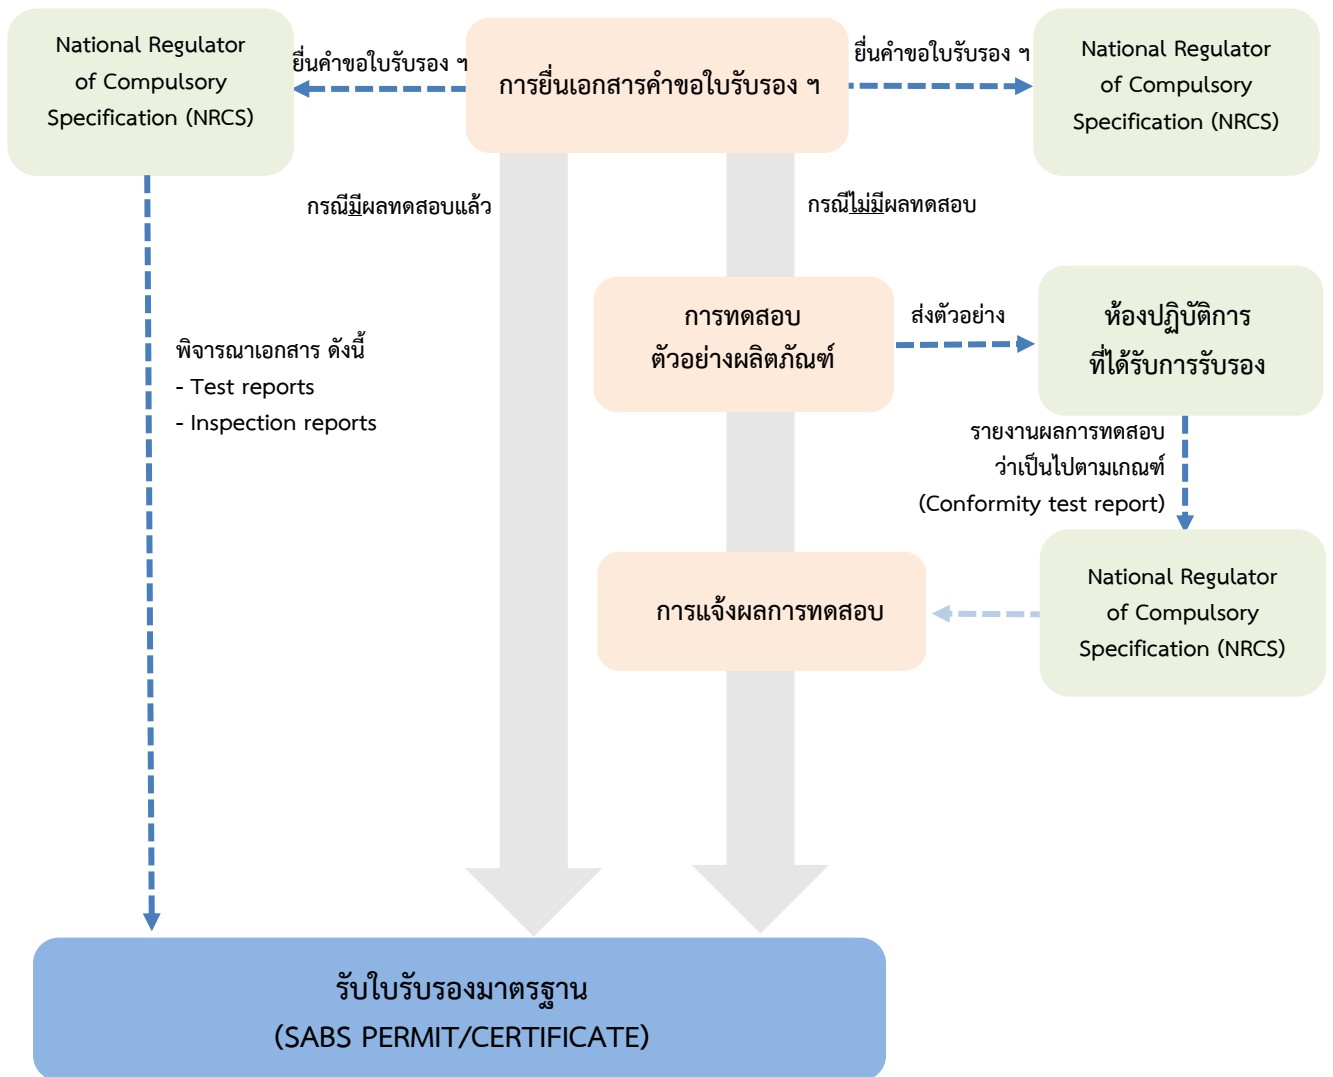 National Regulator
of Compulsory
Specification (NRCS)
ยื่นคำขอใบรับรอง ฯ
การยื่นเอกสารคำขอใบรับรอง ฯ
ยื่นคำขอใบรับรอง ฯ
National Regulator
of Compulsory
Specification (NRCS)
กรณีมีผลทดสอบแล้ว
กรณีไม่มีผลทดสอบ
พิจารณาเอกสาร ดังนี้
- Test reports
- Inspection reports
การทดสอบ
ตัวอย่างผลิตภัณฑ์
ส่งตัวอย่าง
ห้องปฏิบัติการ
ที่ได้รับการรับรอง
รายงานผลการทดสอบ
ว่าเป็นไปตามเกณฑ์
(Conformity test report)
การแจ้งผลการทดสอบ
National Regulator
of Compulsory
Specification (NRCS)
รับใบรับรองมาตรฐาน
(SABS PERMIT/CERTIFICATE)